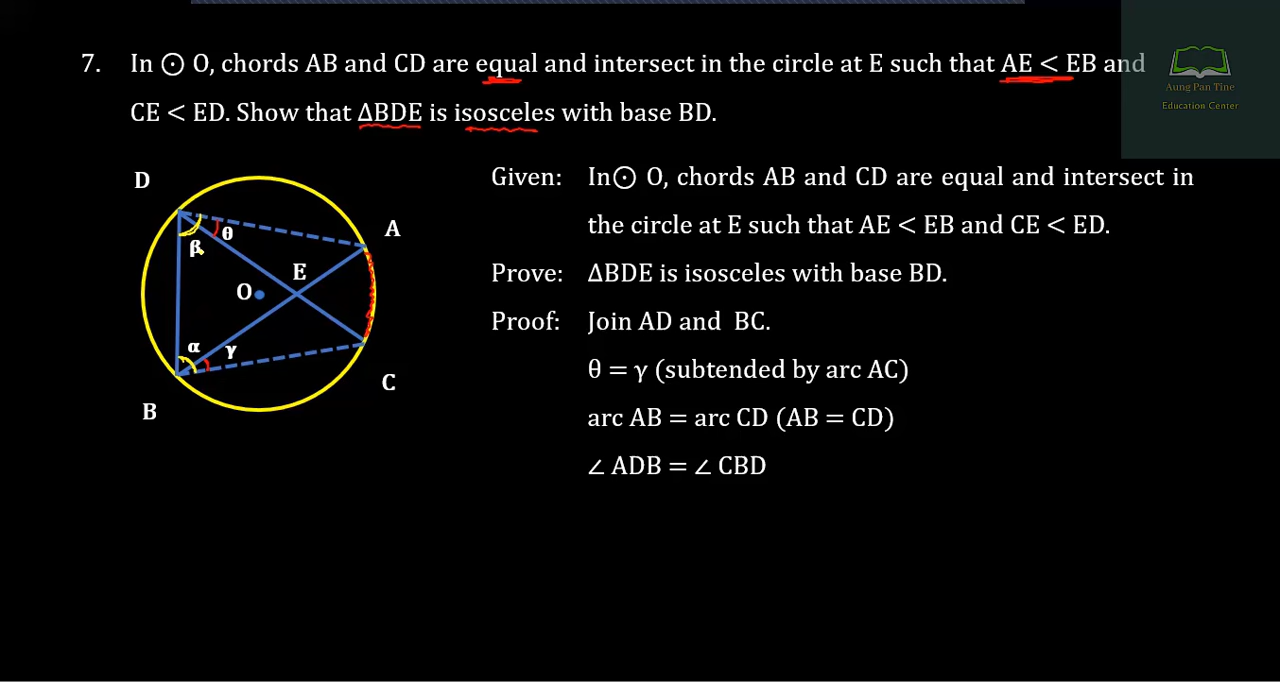 7. In ⊙ O, chords AB and CD are equal and intersect in the circle at E such that AE < EB and
CE < ED. Show that ΔBDE is isosceles with base BD.
Aung Pan Tine
Education Center
Given: In⊙ O, chords AB and CD are equal and intersect in
the circle at E such that AE < EB and CE < ED.
Prove: ΔBDE is isosceles with base BD.
Proof: Join AD and BC.
θ = γ (subtended by arc AC)
arc AB = arc CD (AB = CD)
∠ ADB = ∠ CBD
D
A
θ
β
E
O
α
γ
C
B